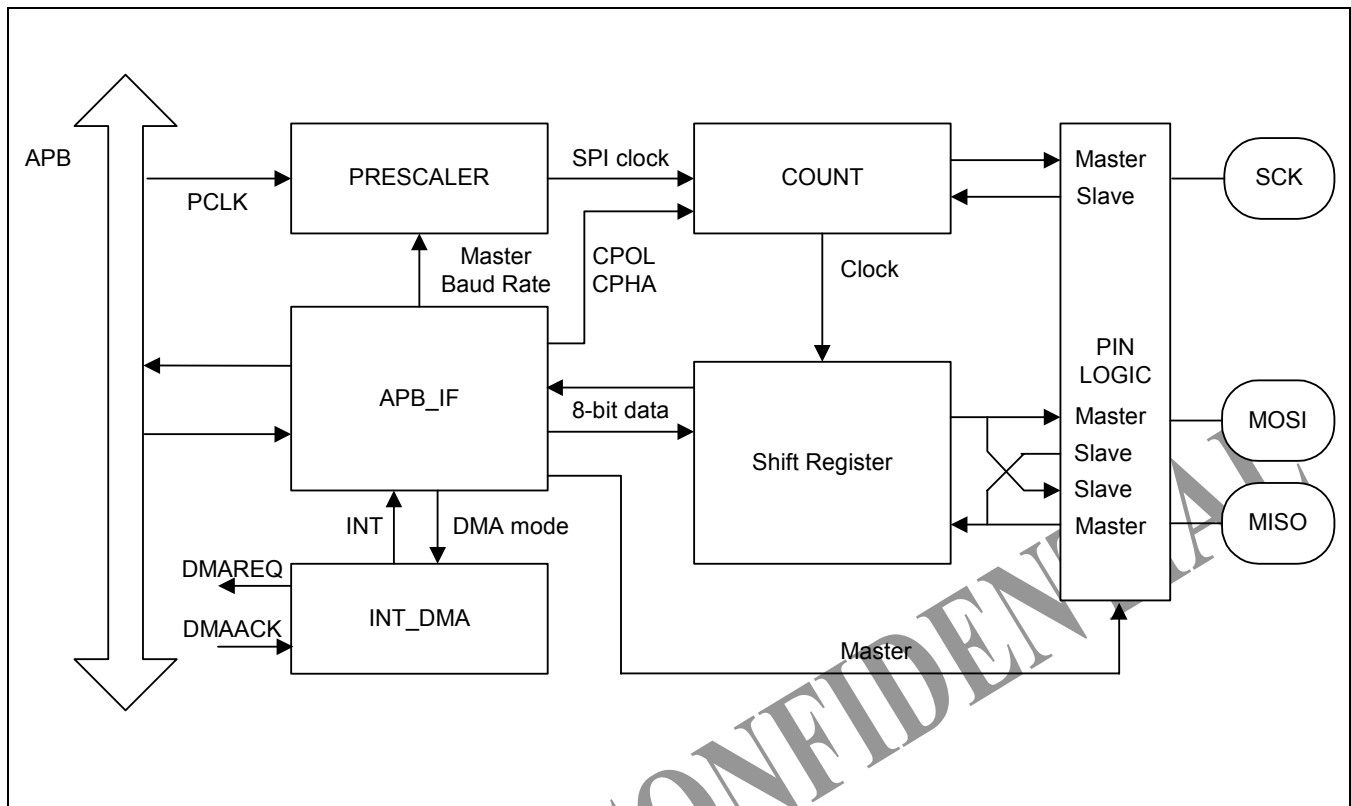 APB
PCLK
PRESCALER
SPI clock
COUNT
Master
Slave
SCK
Master
Baud Rate
CPOL
CPHA
Clock
APB_IF
8-bit data
Shift Register
PIN
LOGIC
Master
Slave
Slave
Master
MOSI
MISO
INT
DMA mode
DMAREQ
DMAACK
INT_DMA
Master
CONFIDENTIAL